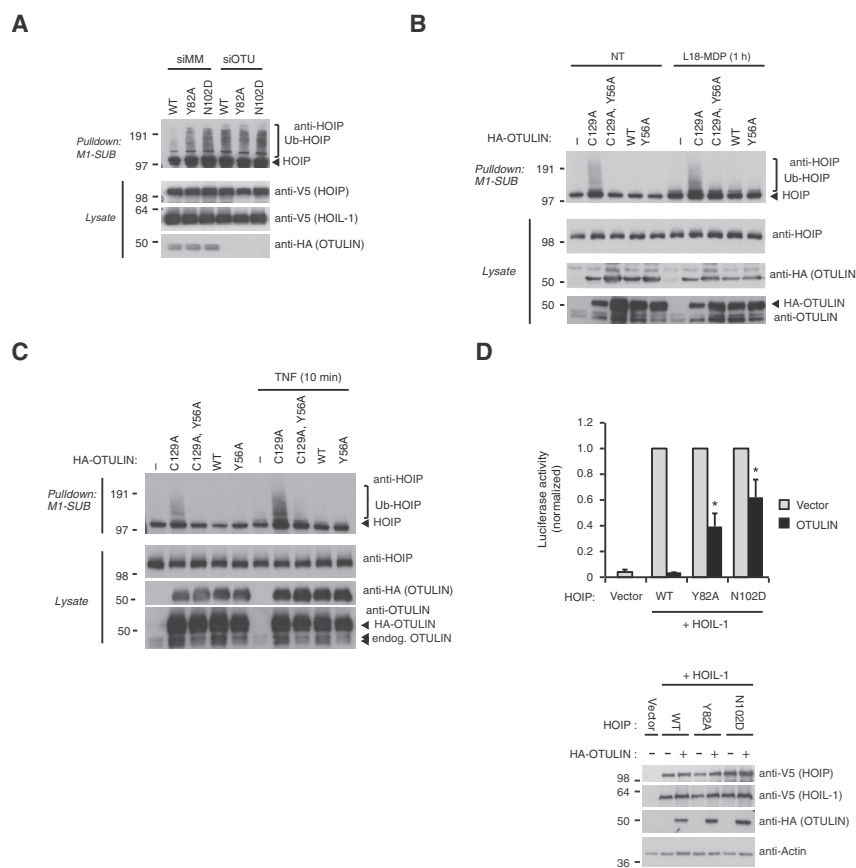 A
siMM siOTU
WT Y82A N102D WT Y82A N102D
Pulldown: M1-SUB
191
97
anti-HOIP
Ub-HOIP
HOIP
Lysate
98
anti-V5 (HOIP)
64
anti-V5 (HOIL-1)
50
anti-HA (OTULIN)
B
NT L18-MDP (1 h)
HA-OTULIN: – C129A C129A, Y56A WT Y56A – C129A C129A, Y56A WT Y56A
Pulldown: M1-SUB
191
97
anti-HOIP
Ub-HOIP
HOIP
Lysate
98
anti-HOIP
50
anti-HA (OTULIN
50
HA-OTULIN
anti-OTULIN
C
TNF (10 min)
HA-OTULIN: – C129A C129A, Y56A WT Y56A – C129A C129A, Y56A WT Y56A
Pulldown: M1-SUB
191
97
anti-HOIP
Ub-HOIP
HOIP
Lysate
98
anti-HOIP
50
anti-HA (OTULIN)
anti-OTULIN
50
HA-OTULIN
endog. OTULIN
D
Luciferase activity
(normalized)
1.2
1.0
0.8
0.6
0.4
0.2
0
* *
Vector
OTULIN
HOIP: Vector WT Y82A N102D
+ HOIL-1
+ HOIL-1
HOIP : Vector WT Y82A N102D
HA-OTULIN: – – + – + – +
98
anti-V5 (HOIP)
64
anti-V5 (HOIL-1)
50
anti-HA (OTULIN)
anti-Actin
36